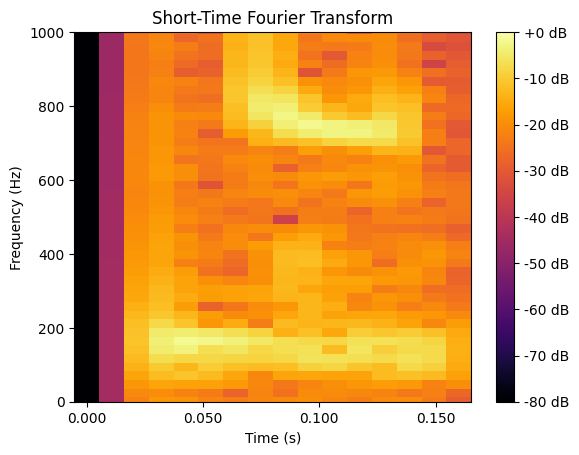 Short-Time Fourier Transform
1000
800
600
400
200
0
Frequency (Hz)
0.000
0.050
0.100
0.150
Time (s)
+0 dB
-10 dB
-20 dB
-30 dB
-40 dB
-50 dB
-60 dB
-70 dB
-80 dB